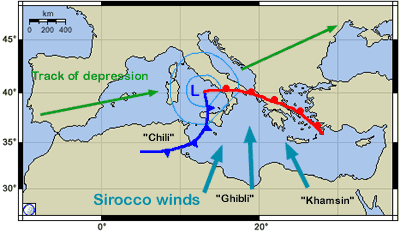 km
0 200 400
45°
Track of depression
L
40°
"Chili"
35°
30°
Sirocco winds
"Ghibli"
"Khamsin"
0°
20°